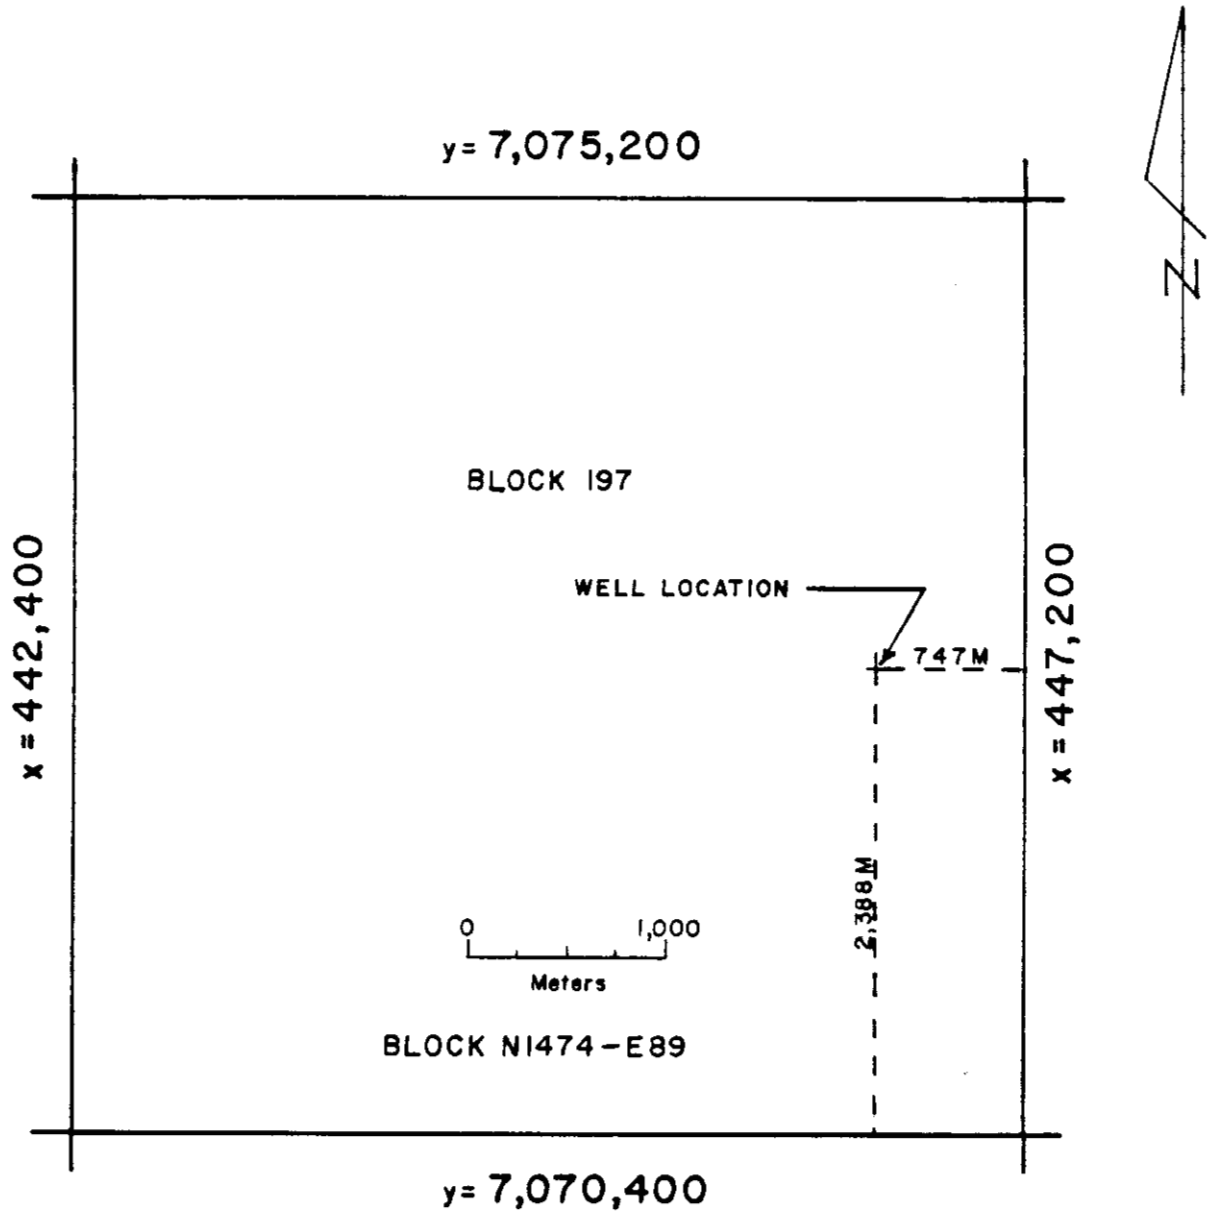 N
y= 7,075,200
BLOCK 197
x = 442,400
WELL LOCATION
x = 447,200
747M
2,388M
0 1,000
Meters
BLOCK N1474-E89
y= 7,070,400